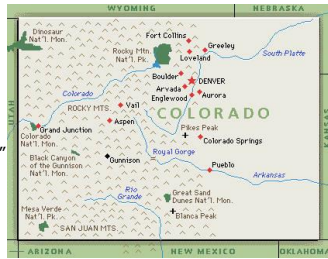 WYOMING
NEBRASKA
Dinosaur
Nat'l. Mon.
Fort Collins
Greeley
Rocky Mtn.
Nat'l. Pk.
Loveland
South Platte
Boulder
DENVER
Arvada
Aurora
Englewood
Colorado
ROCKY MTS.
Vail
COLORADO
Aspen
Grand Junction
Pikes Peak
Colorado
Nat'l. Mon.
Colorado Springs
Black Canyon
of the Gunnison
Nat'l. Mon.
Gunnison
Royal Gorge
Pueblo
Arkansas
Rio
Grande
Great Sand
Dunes Nat'l. Mon.
Mesa Verde
Nat'l. Pk.
Blanca Peak
SAN JUAN MTS.
ARIZONA
NEW MEXICO
OKLAHOMA